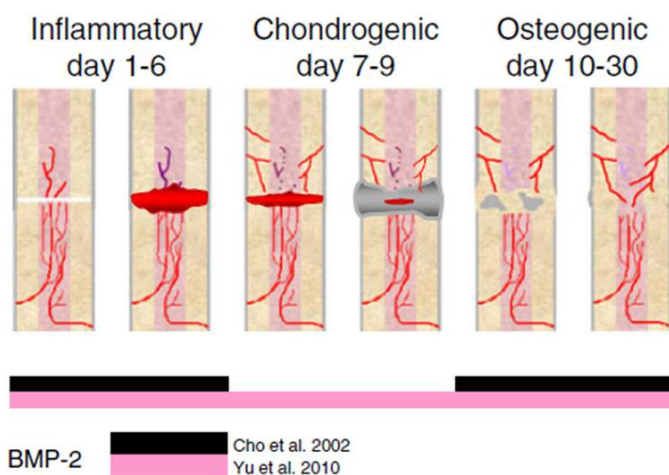 Inflammatory
day 1-6
Chondrogenic
day 7-9
Osteogenic
day 10-30
BMP-2
Cho et al. 2002
Yu et al. 2010